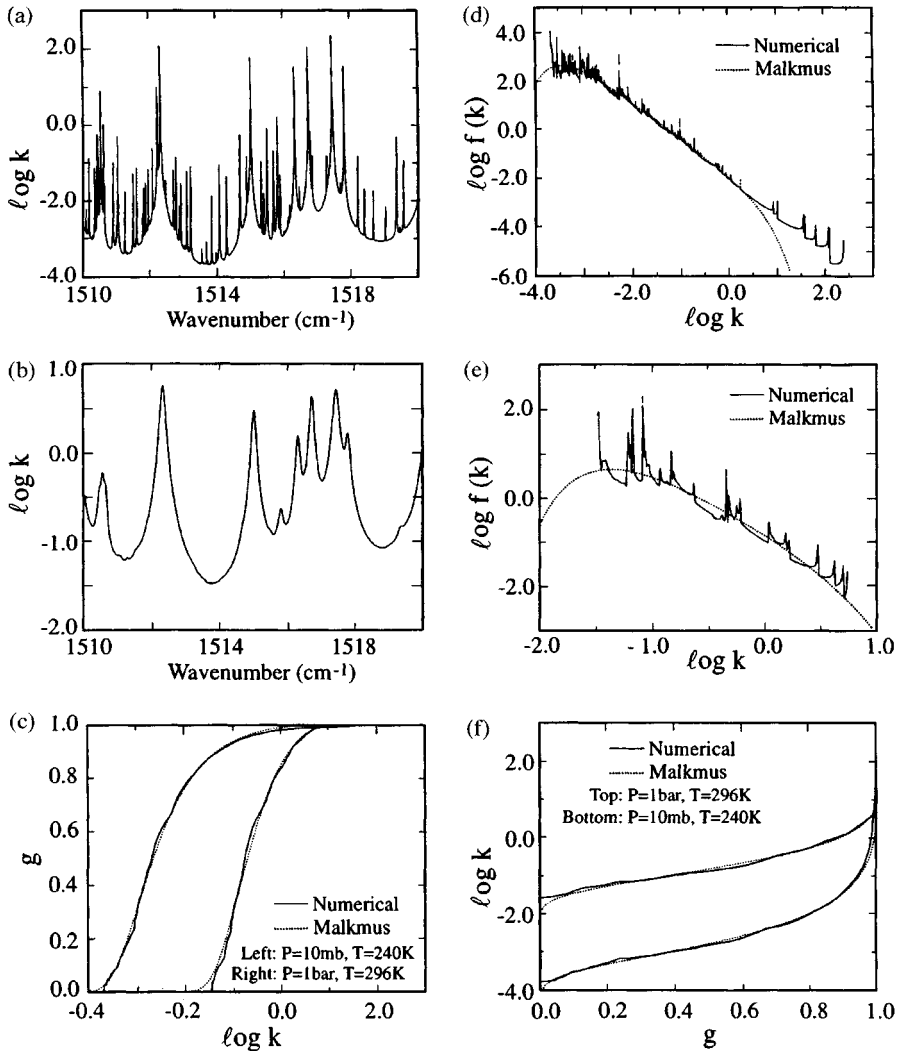 (a)
2.0
0.0
-2.0
-4.0
ℓog k
1510
1514
1518
Wavenumber (cm-1)
(b)
1.0
0.0
-1.0
-2.0
ℓog k
1510
1514
1518
Wavenumber (cm-1)
(c)
1.0
0.8
0.6
0.4
0.2
0.0
g
Numerical
Malkmus
Left: P=10mb, T=240K
Right: P=1bar, T=296K
-0.4
-0.2
0.0
2.0
ℓog k
(d)
4.0
2.0
0.0
-2.0
-4.0
-6.0
ℓog f (k)
Numerical
Malkmus
-4.0
-2.0
0.0
2.0
ℓog k
(e)
2.0
0.0
-2.0
ℓog f (k)
Numerical
Malkmus
-2.0
- 1.0
0.0
1.0
ℓog k
(f)
2.0
0.0
-2.0
-4.0
ℓog k
Numerical
Malkmus
Top: P=1bar, T=296K
Bottom: P=10mb, T=240K
0.0
0.2
0.4
0.6
0.8
1.0
g